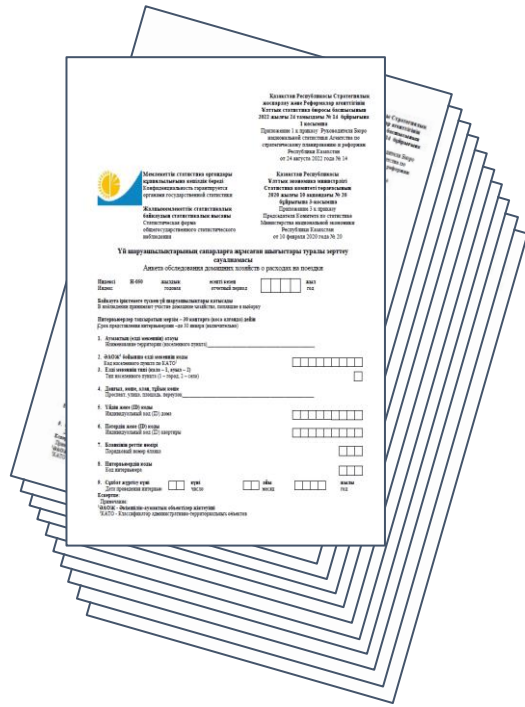 Қазақстан Республикасы Стратегиялық
жоспарлау және Реформалар агенттігінің
Ұлттық статистика бюросы басшысының
2022 жылғы 24 тамыздағы № 14 бұйрығына
1-қосымша
Приложение 1 к приказу Руководителя Бюро
национальной статистики Агентства по
стратегическому планированию и реформам
Республики Казахстан
от 24 августа 2022 года № 14
Мемлекеттік статистика органдары
құпиялылығына кепілдік береді
Конфиденциальность гарантируется
органами государственной статистики
Жалпымемлекеттік статистикалық
байқаудың статистикалық нысаны
Статистическая форма
общегосударственного статистического
наблюдения
Қазақстан Республикасы
Ұлттық экономика министрлігі
Статистика комитеті төрағасының
2020 жылғы 10 ақпандағы № 20
бұйрығына 3-қосымша
Приложение 3 к приказу
Председателя Комитета по статистике
Министерства национальной экономики
Республики Казахстан
от 10 февраля 2020 года № 20
Үй шаруашылықтарының сапарларға жұмсаған шығыстары туралы зерттеу
сауалнамасы
Анкета обследования домашних хозяйств о расходах на поездки
Индексі Н-050 жылдық есепті кезең жыл
Индекс годовая отчетный период год
Байқауға іріктемеге түскен үй шаруашылықтары қатысады
В наблюдении принимают участие домашние хозяйства, попавшие в выборку
Интервьюерлер тапсыратын мерзім – 30 қаңтарға (қоса алғанда) дейін
Срок представления интервьюерами –до 30 января (включительно)
1. Аумақтың (елді мекеннің) атауы
Наименование территории (населенного пункта)
2. ӘАОЖ¹ бойынша елді мекеннің коды
Код населенного пункта по КАТО¹
3. Елді мекеннің типі (қала – 1, ауыл – 2)
Тип населенного пункта (1 – город, 2 – село)
4. Даңғыл, көше, алаң, тұйық көше
Проспект, улица, площадь, переулок
5. Үйдің жеке (ID) коды
Индивидуальный код (ID) дома
6. Пәтердің жеке (ID) коды
Индивидуальный код (ID) квартиры
7.
Порядковый номер члена
8. Интервьюердің коды
Код интервьюера
9. Сұхбат жүргізу күні күні айы жылы
Дата проведения интервью число месяц год
Ескертпе:
Примечание:
¹ӘАОЖ - Әкімшілік-аумақтық объектілер жіктеуіші
¹КАТО - Классификатор административно-территориальных объектов